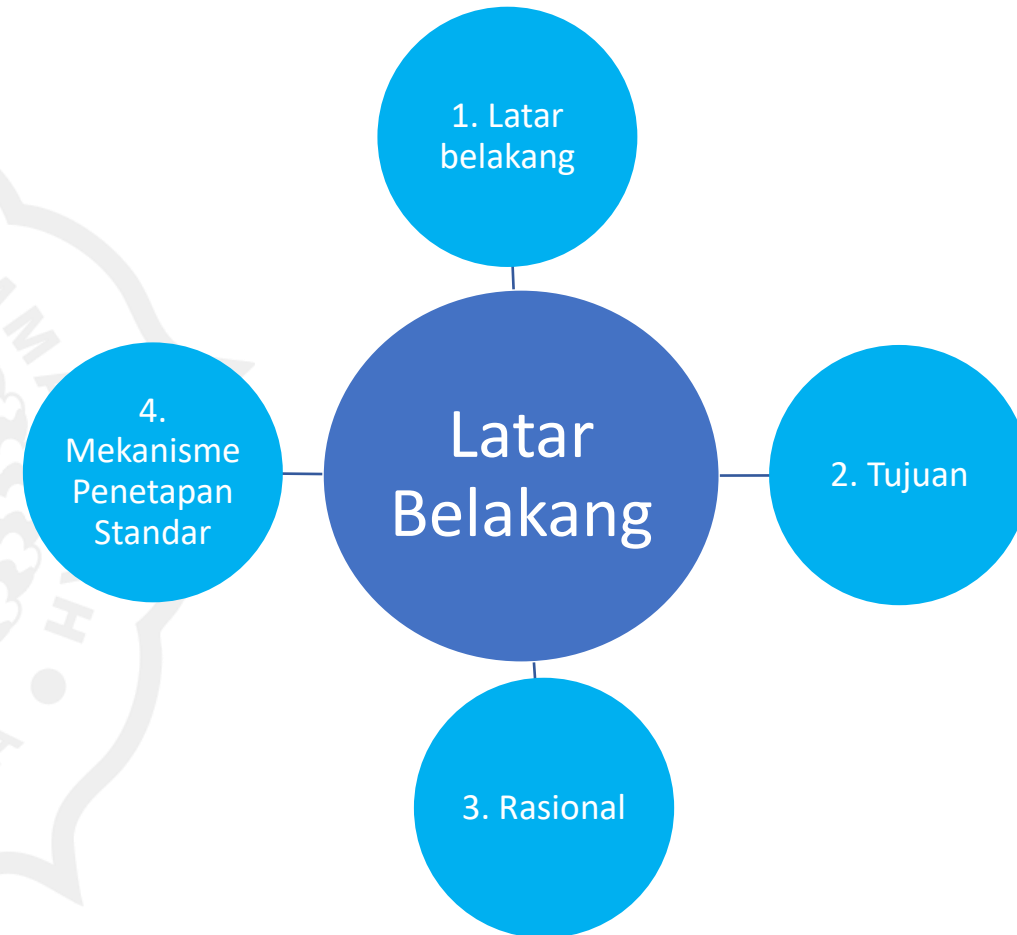 1. Latar
belakang
Latar
Belakang
2. Tujuan
3. Rasional
4.
Mekanisme
Penetapan
Standar